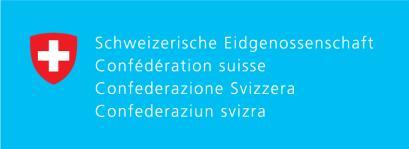 Schweizerische Eidgenossenschaft
Confédération suisse
Confederazione Svizzera
Confederaziun svizra